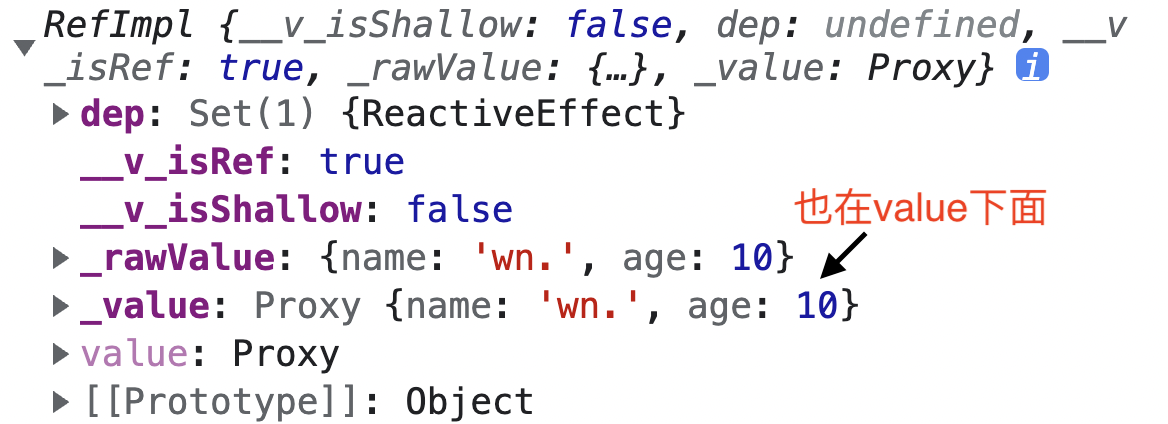 RefImpl {__v_isShallow: false, dep: undefined, __v
_isRef: true, _rawValue: {…}, _value: Proxy} i
dep: Set(1) {ReactiveEffect}
__v_isRef: true
__v_isShallow: false
也在value下面
_rawValue: {name: 'wn.', age: 10}
_value: Proxy {name: 'wn.', age: 10}
value: Proxy
[[Prototype]]: Object